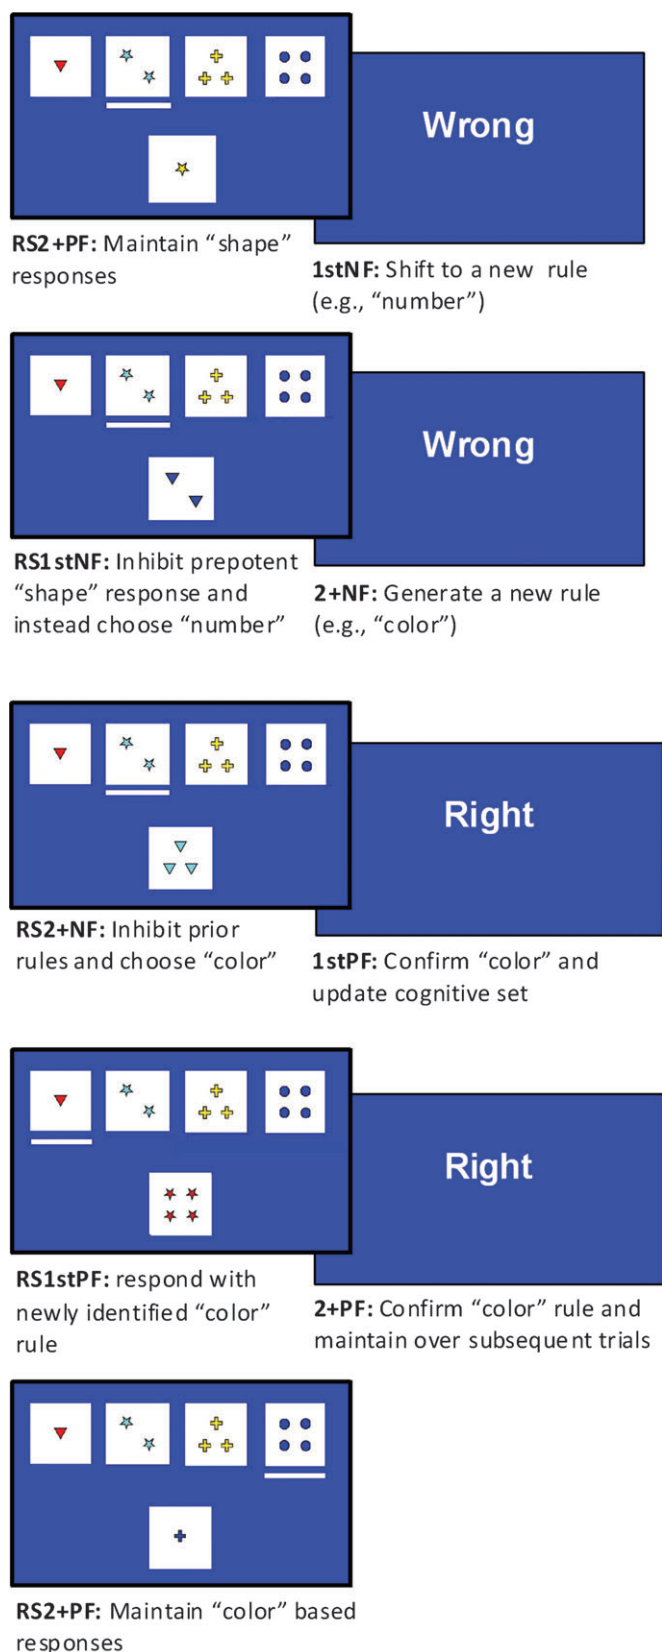 Wrong
RS2+PF: Maintain “shape”
responses
1stNF: Shift to a new rule
(e.g., “number”)
Wrong
RS1stNF: Inhibit prepotent
“shape” response and
instead choose “number”
2+NF: Generate a new rule
(e.g., “color”)
Right
RS2+NF: Inhibit prior
rules and choose “color”
1stPF: Confirm “color” and
update cognitive set
Right
RS1stPF: respond with
newly identified “color”
rule
2+PF: Confirm “color” rule and
maintain over subsequent trials
RS2+PF: Maintain “color” based
responses